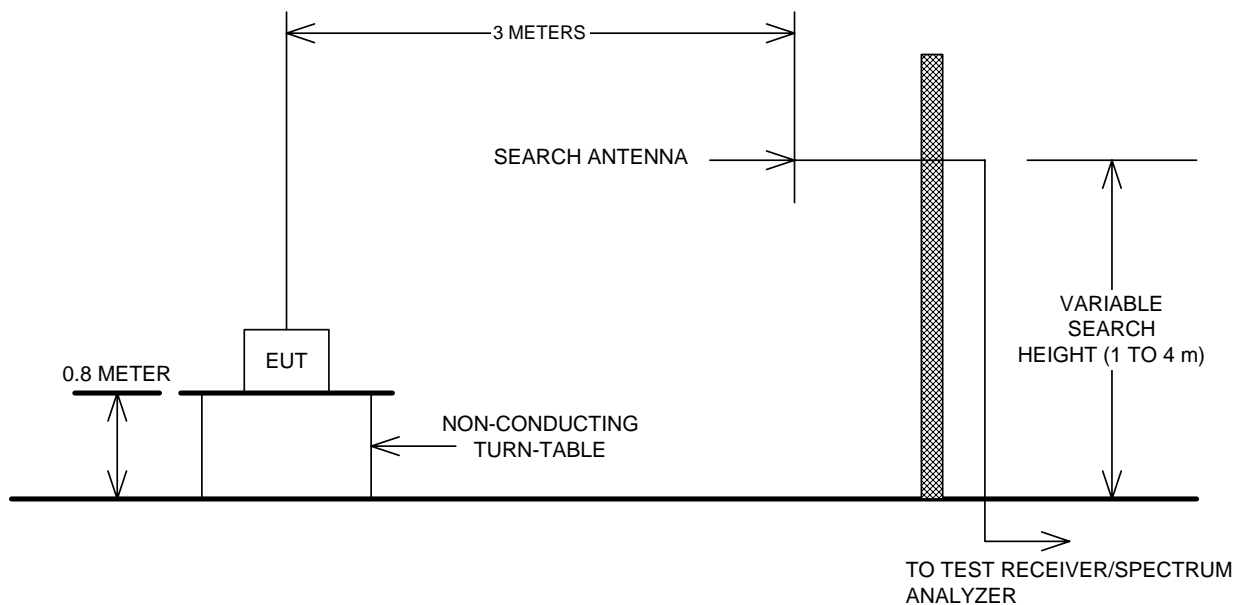 3 METERS
SEARCH ANTENNA
VARIABLE
SEARCH
HEIGHT (1 TO 4 m)
EUT
0.8 METER
NON-CONDUCTING
TURN-TABLE
TO TEST RECEIVER/SPECTRUM
ANALYZER